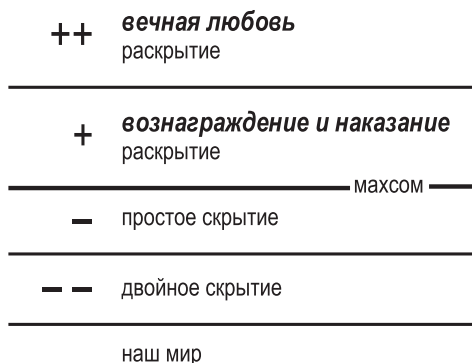 ++ вечная любовь
раскрытие
+ вознаграждение и наказание
раскрытие
махсом
– простое скрытие
– – двойное скрытие
наш мир